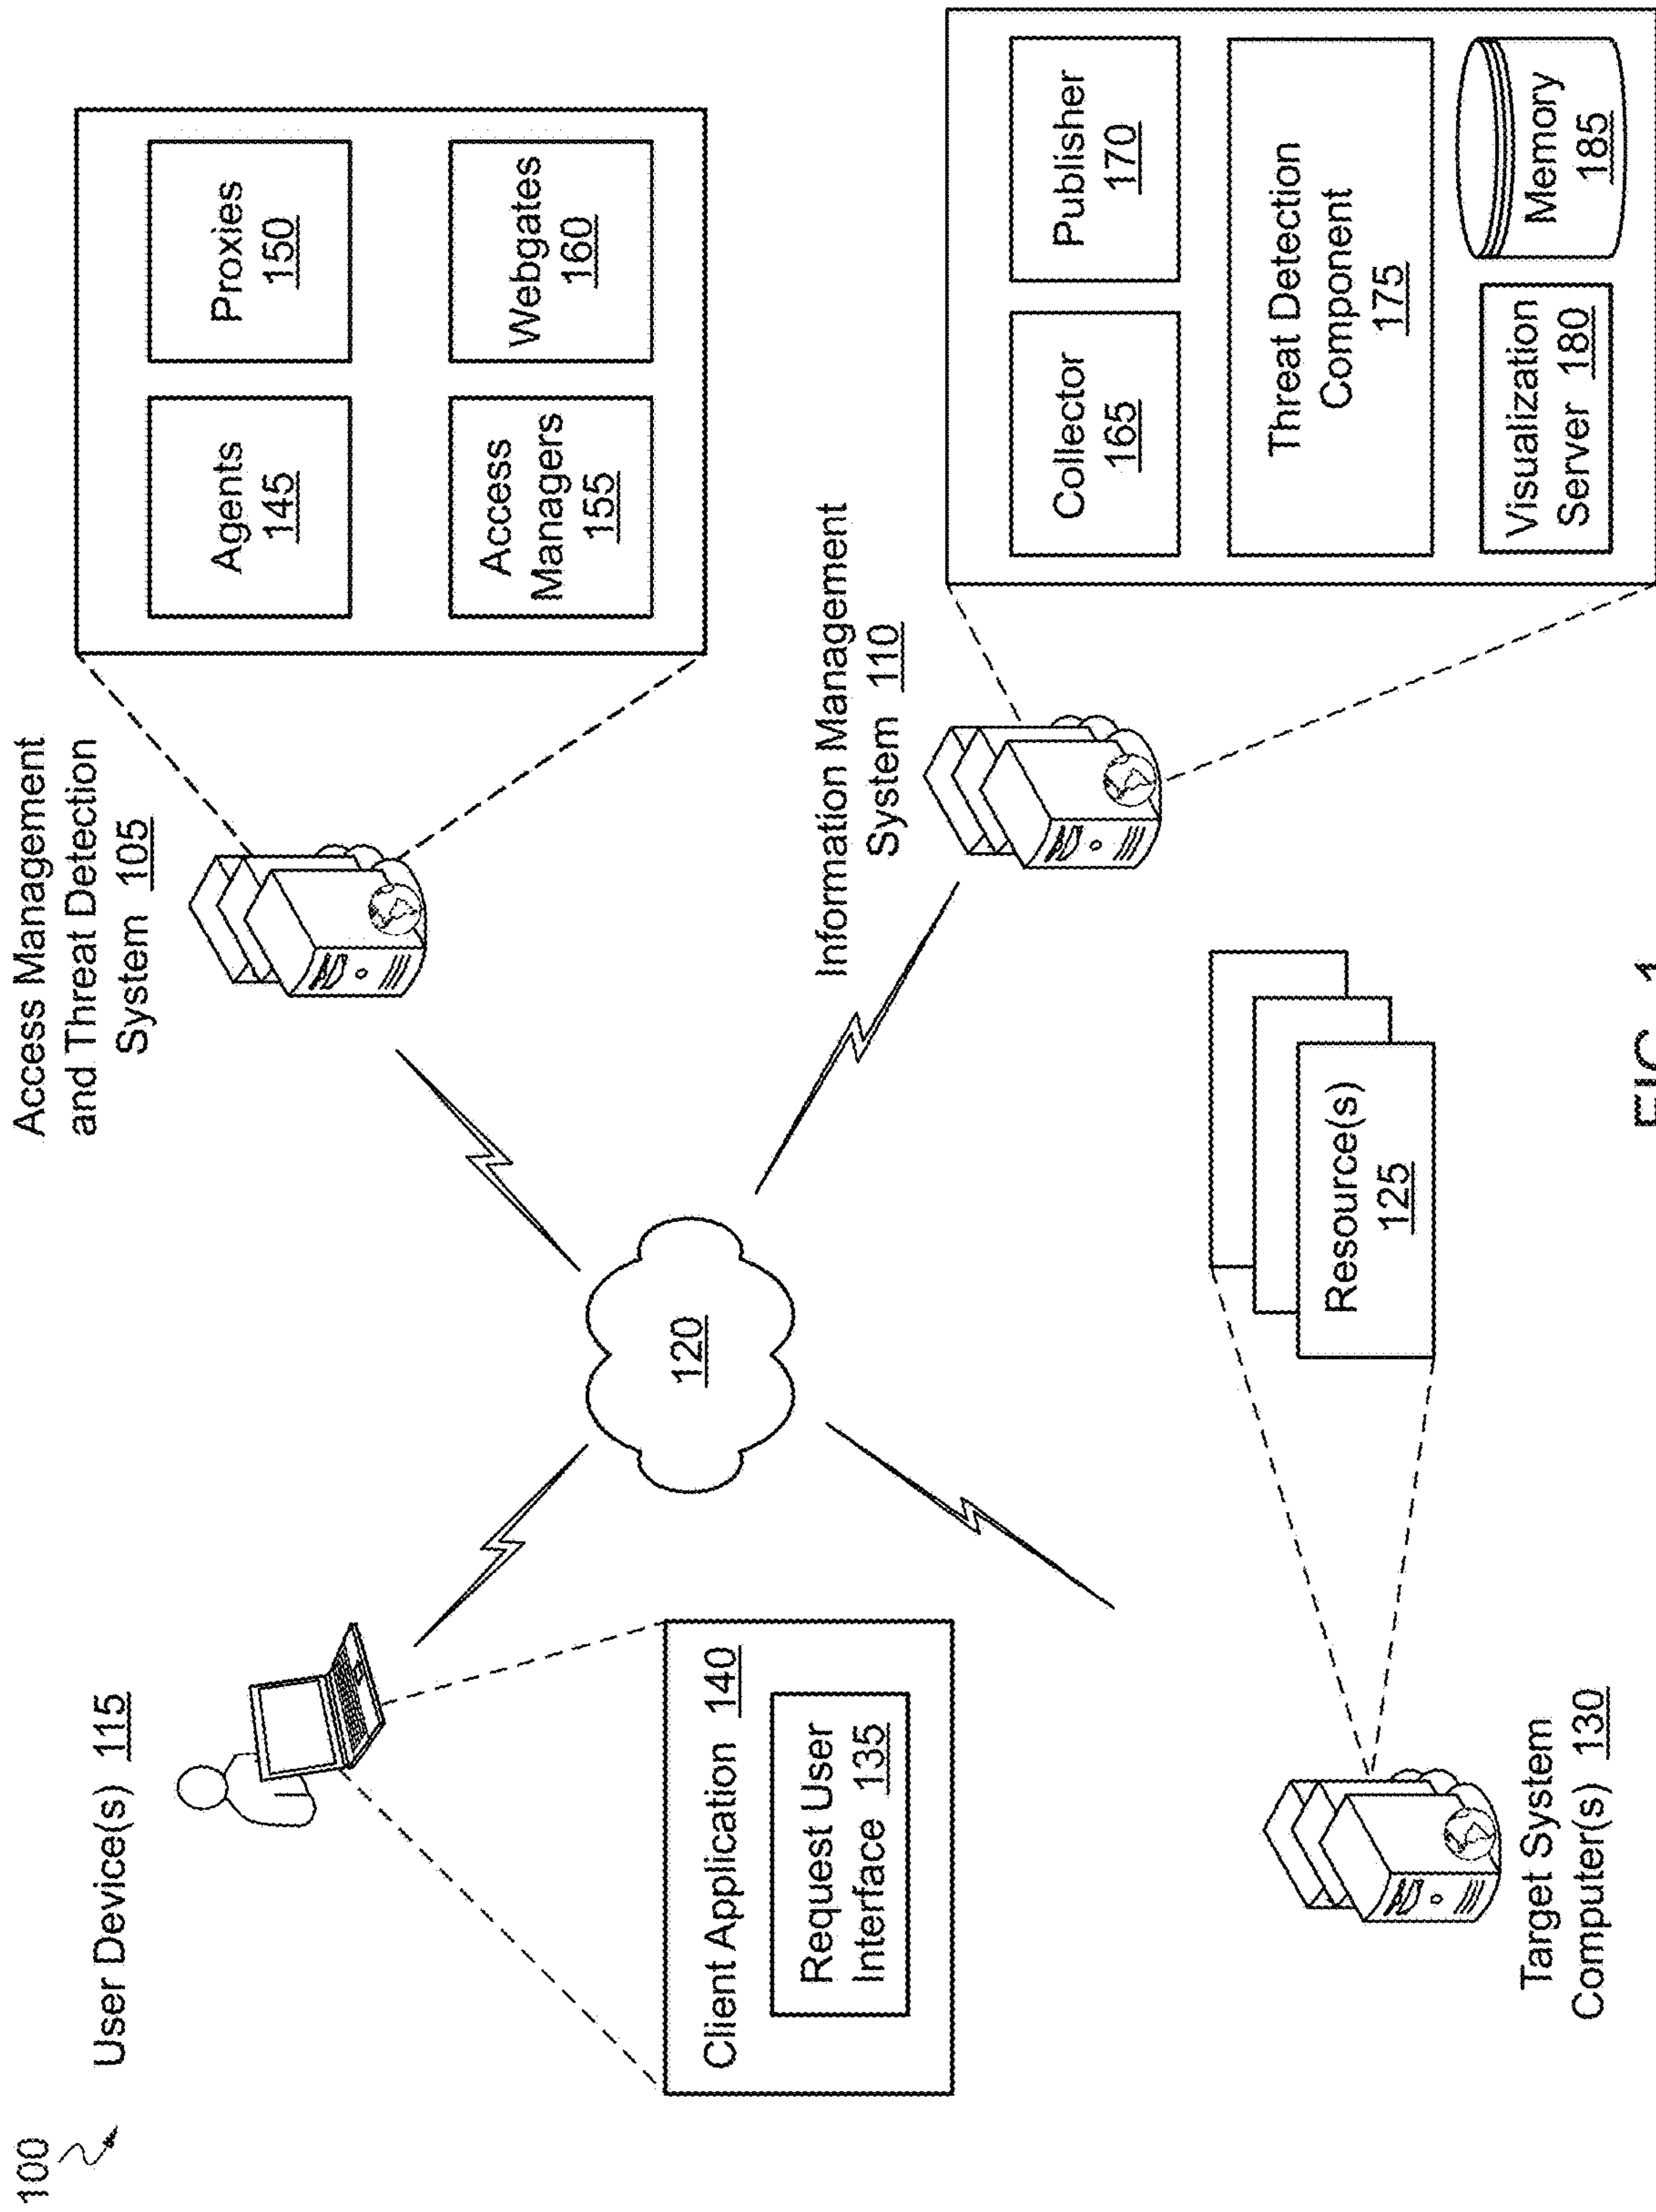 100
User Device(s) 115
Client Application 140
Request User
Interface 135
Target System
Computer(s) 130
120
Resource(s)
125
Access Management
and Threat Detection
System 105
Agents
145
Proxies
150
Access
Managers
155
Webgates
160
Information Management
System 110
Collector
165
Publisher
170
Threat Detection
Component
175
Visualization
Server 180
Memory
185
FIG. 1